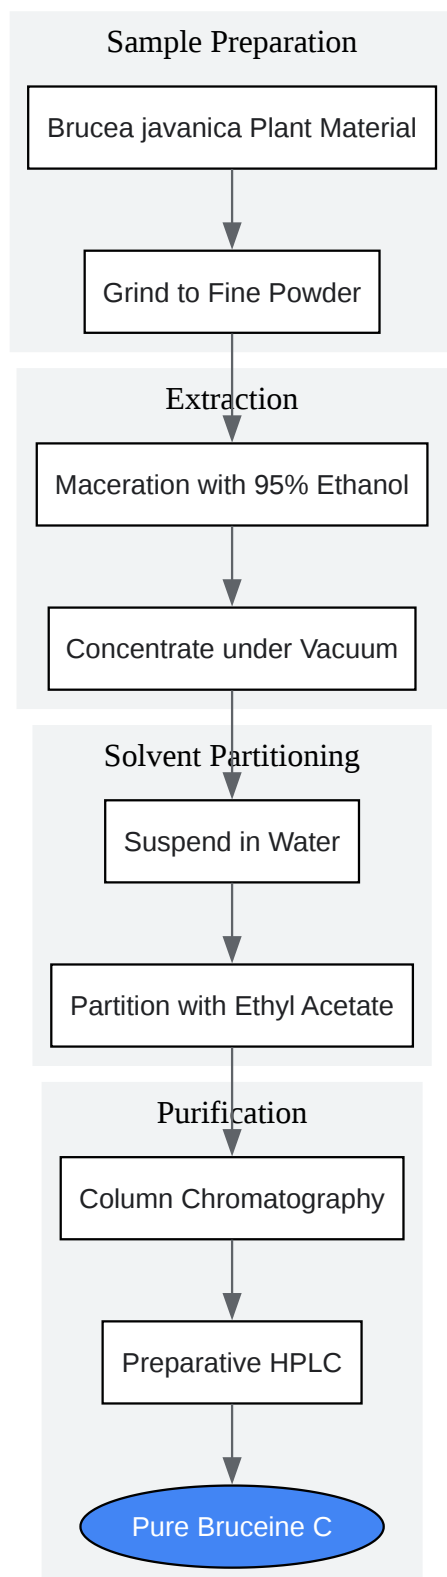 Sample Preparation
Brucea javanica Plant Material
Grind to Fine Powder
Extraction
Maceration with 95% Ethanol
Concentrate under Vacuum
Solvent Partitioning
Suspend in Water
Partition with Ethyl Acetate
Purification
Column Chromatography
Preparative HPLC
Pure Bruceine C